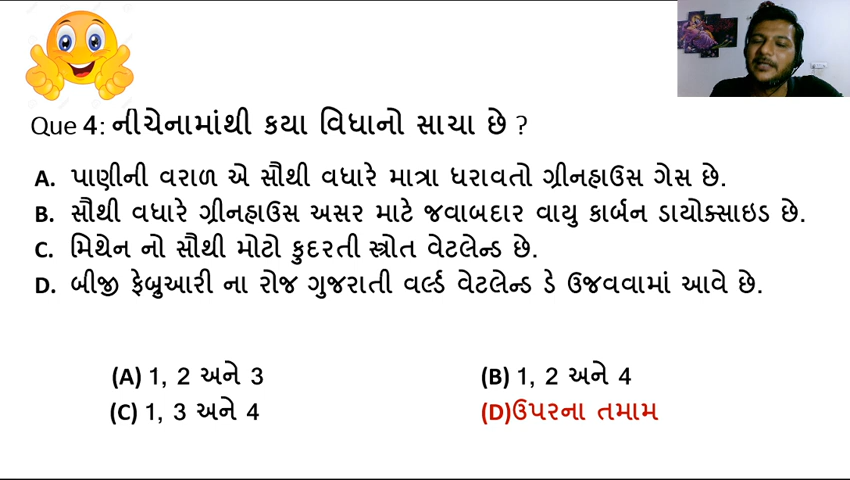 Que 4: નીચેનામાંથી કયા વિધાનો સાચા છે ?
A. પાણીની વરાળ એ સૌથી વધારે માત્રા ધરાવતો ગ્રીનહાઉસ ગેસ છે.
B. સૌથી વધારે ગ્રીનહાઉસ અસર માટે જવાબદાર વાયુ કાર્બન ડાયોક્સાઇડ છે.
C. મિથેન નો સૌથી મોટો કુદરતી સ્ત્રોત વેટલેન્ડ છે.
D. બીજી ફેબ્રુઆરી ના રોજ ગુજરાતી વર્લ્ડ વેટલેન્ડ ડે ઉજવવામાં આવે છે.
(A) 1, 2 અને 3
(B) 1, 2 અને 4
(C) 1, 3 અને 4
(D)ઉપરના તમામ